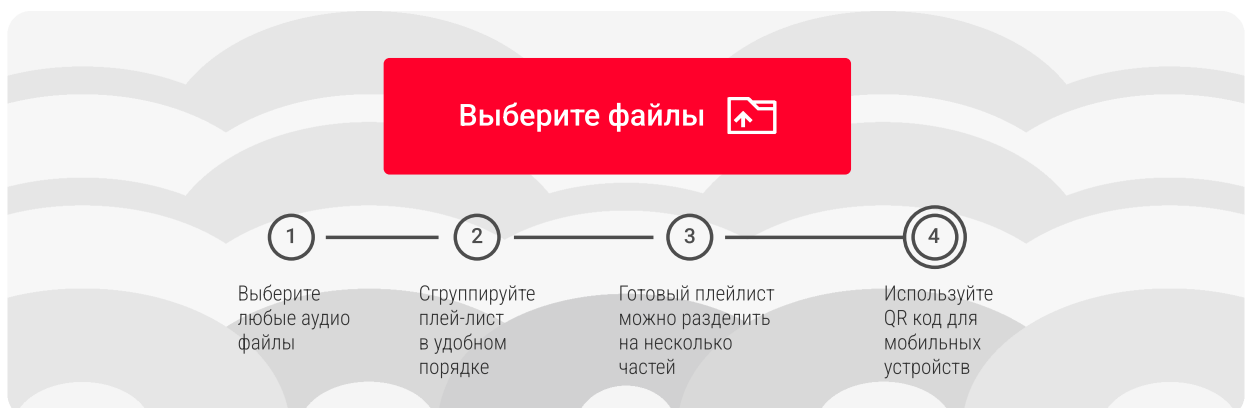 Выберите файлы
1
2
3
4
Выберите
любые аудио
файлы
Сгруппируйте
плей-лист
в удобном
порядке
Готовый плейлист
можно разделить
на несколько
частей
Используйте
QR код для
мобильных
устройств